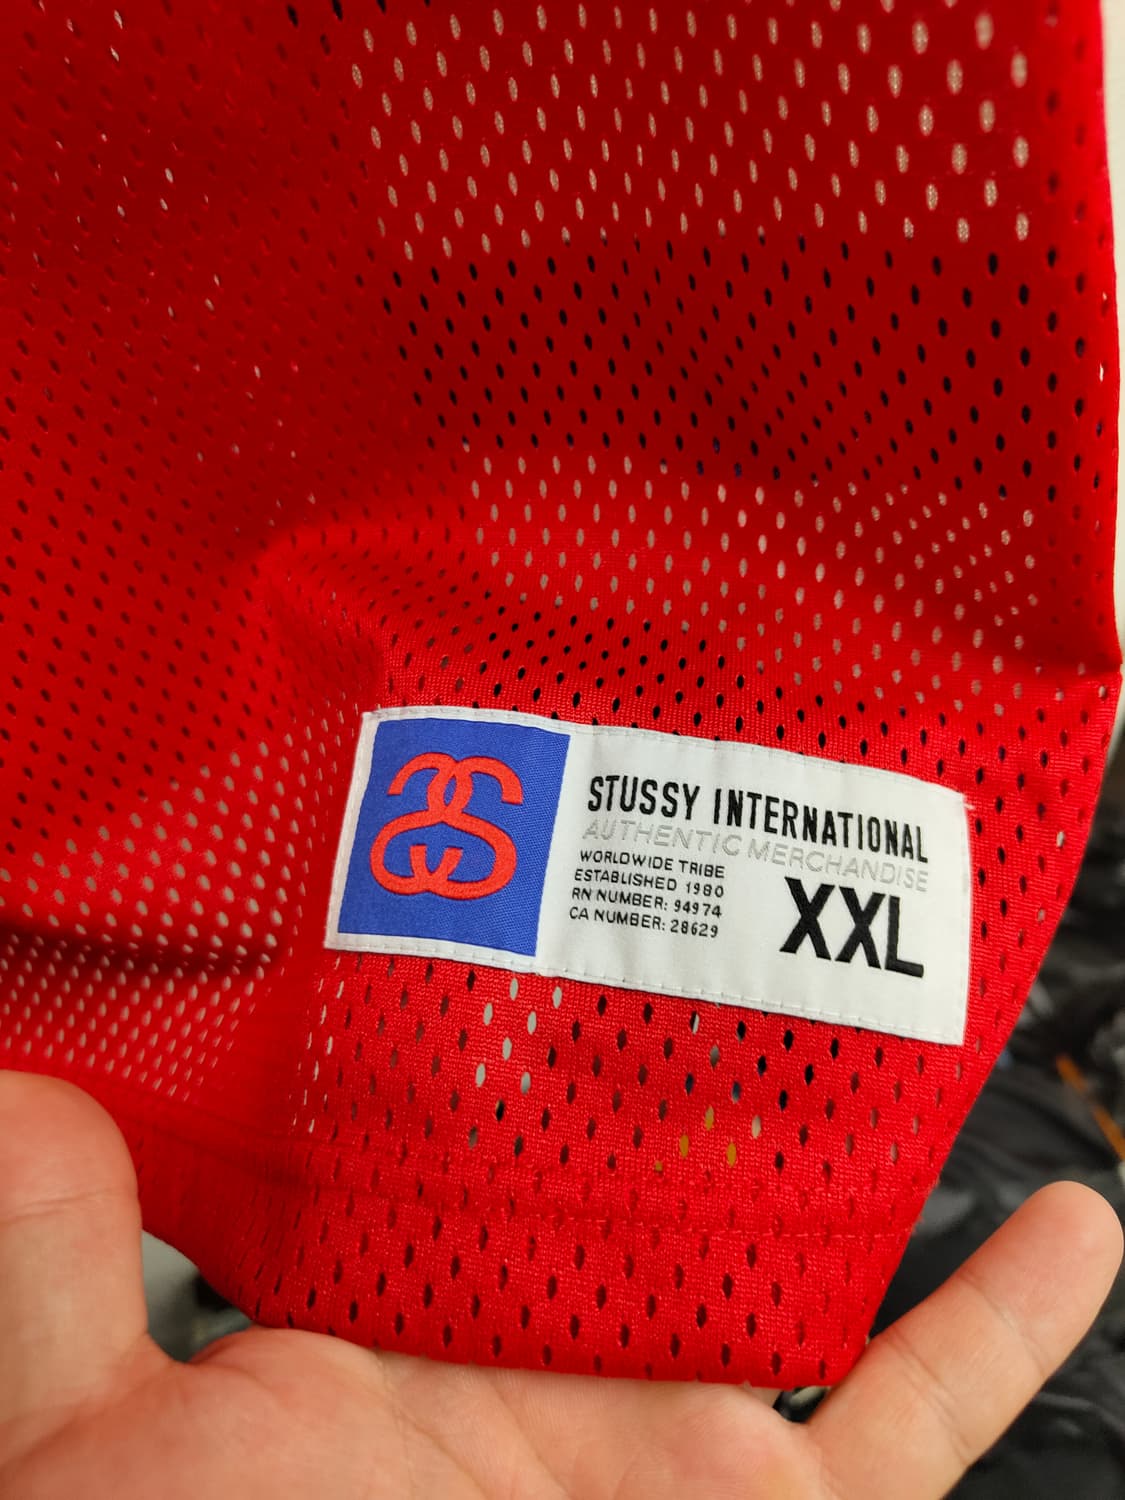 STUSSY INTERNATIONAL
AUTHENTIC MERCHANDISE
WORLDWIDE TRIBE
ESTABLISHED 1980
RN NUMBER: 94974
CA NUMBER: 28629
XXL